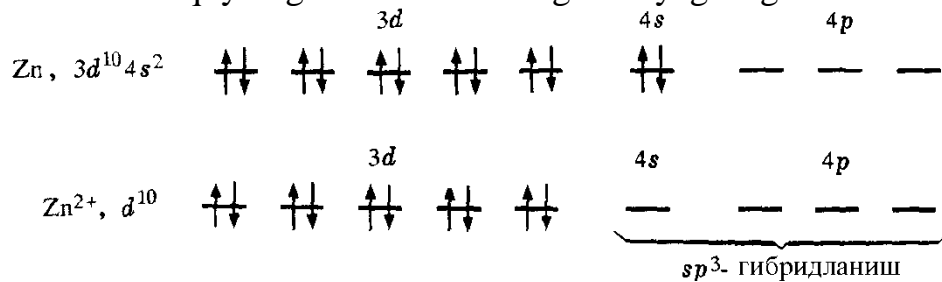 3d 4s 4p
Zn, 3d¹⁰4s²
3d 4s 4p
Zn²⁺, d¹⁰
sp³- гибридланиш